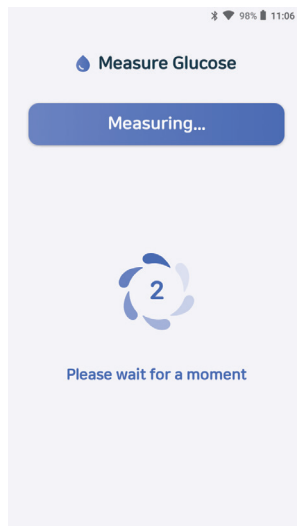 98% 11:06
Measure Glucose
Measuring...
2
Please wait for a moment